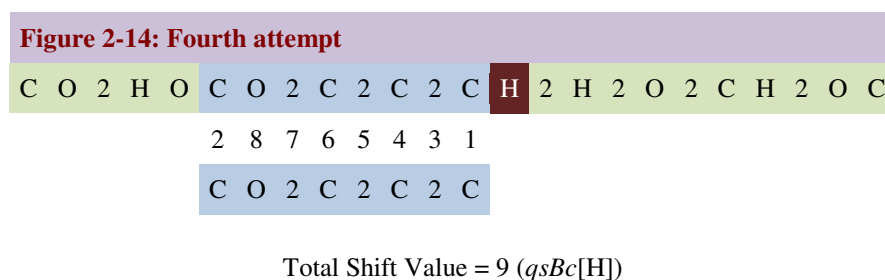 Figure 2-14: Fourth attempt
C O 2 H O C O 2 C 2 C 2 C H 2 H 2 O 2 C H 2 O C
2 8 7 6 5 4 3 1
C O 2 C 2 C 2 C
Total Shift Value = 9 (qsBc[H])